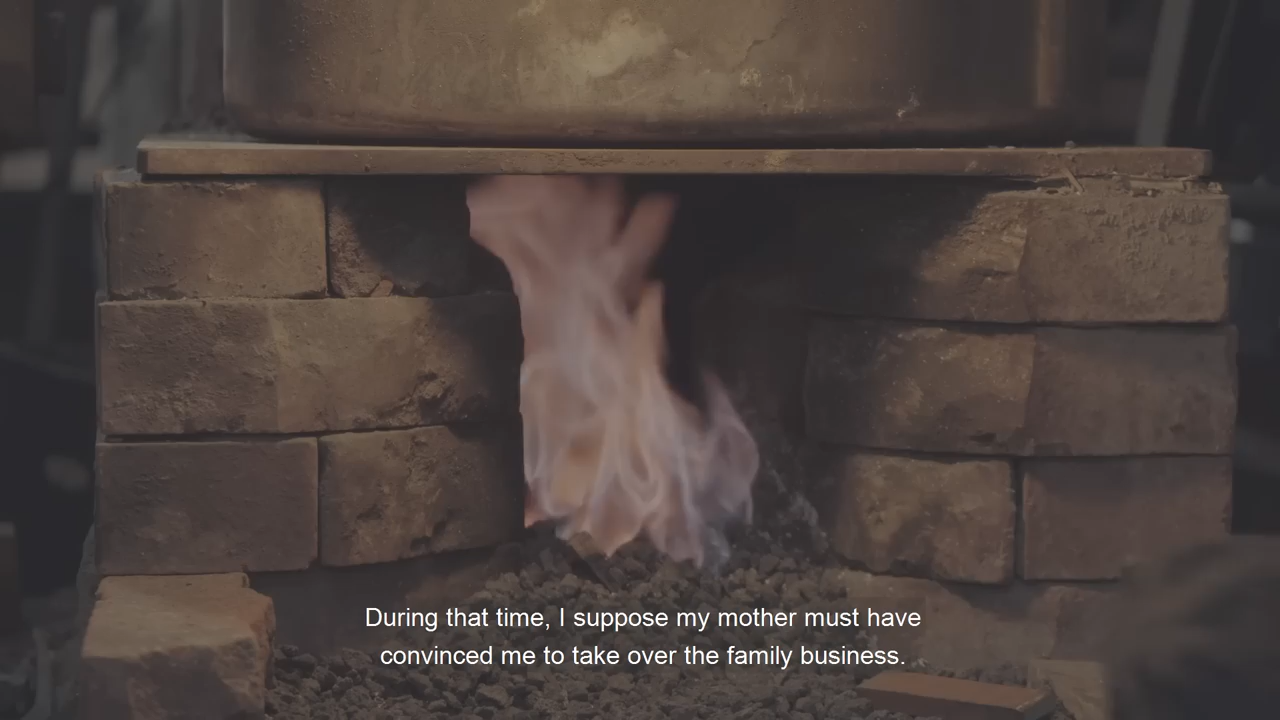 During that time, I suppose my mother must have
convinced me to take over the family business.